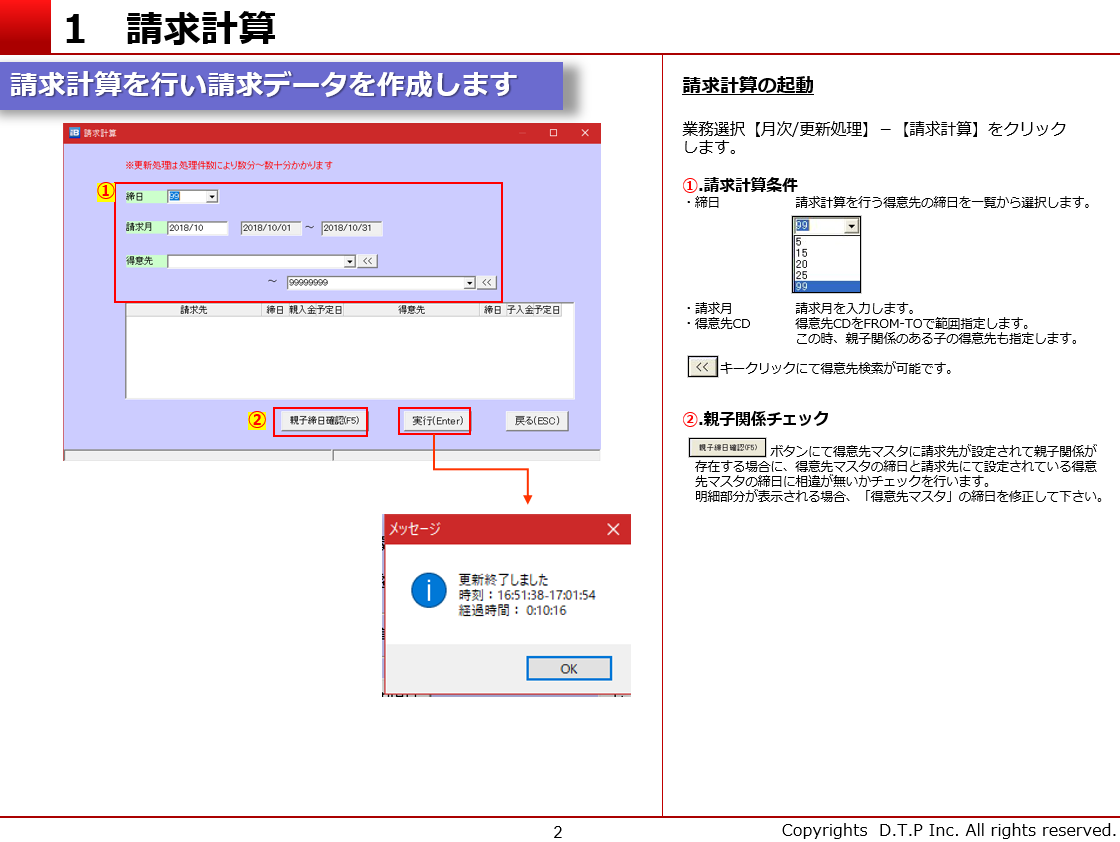 1　請求計算
請求計算を行い請求データを作成します
請求計算
※更新処理は処理件数により数分～数十分かかります
①
締日
99
請求月
2018/10
2018/10/01 ～ 2018/10/31
得意先
<<
～ 99999999
<<
請求先 締日 親入金予定日 得意先 締日 子入金予定日
②
親子締日確認(F5)
実行(Enter)
戻る(ESC)
メッセージ
更新終了しました
時刻：16:51:38-17:01:54
経過時間： 0:10:16
OK
請求計算の起動
業務選択【月次/更新処理】－【請求計算】をクリック
します。
①.請求計算条件
・締日 請求計算を行う得意先の締日を一覧から選択します。
99
5
15
20
25
99
・請求月 請求月を入力します。
・得意先CD 得意先CDをFROM-TOで範囲指定します。
この時、親子関係のある子の得意先も指定します。
<< キークリックにて得意先検索が可能です。
②.親子関係チェック
親子締日確認(F5) ボタンにて得意先マスタに請求先が設定されて親子関係が
存在する場合に、得意先マスタの締日と請求先にて設定されている得意
先マスタの締日に相違が無いかチェックを行います。
明細部分が表示される場合、「得意先マスタ」の締日を修正して下さい。
2
Copyrights D.T.P Inc. All rights reserved.